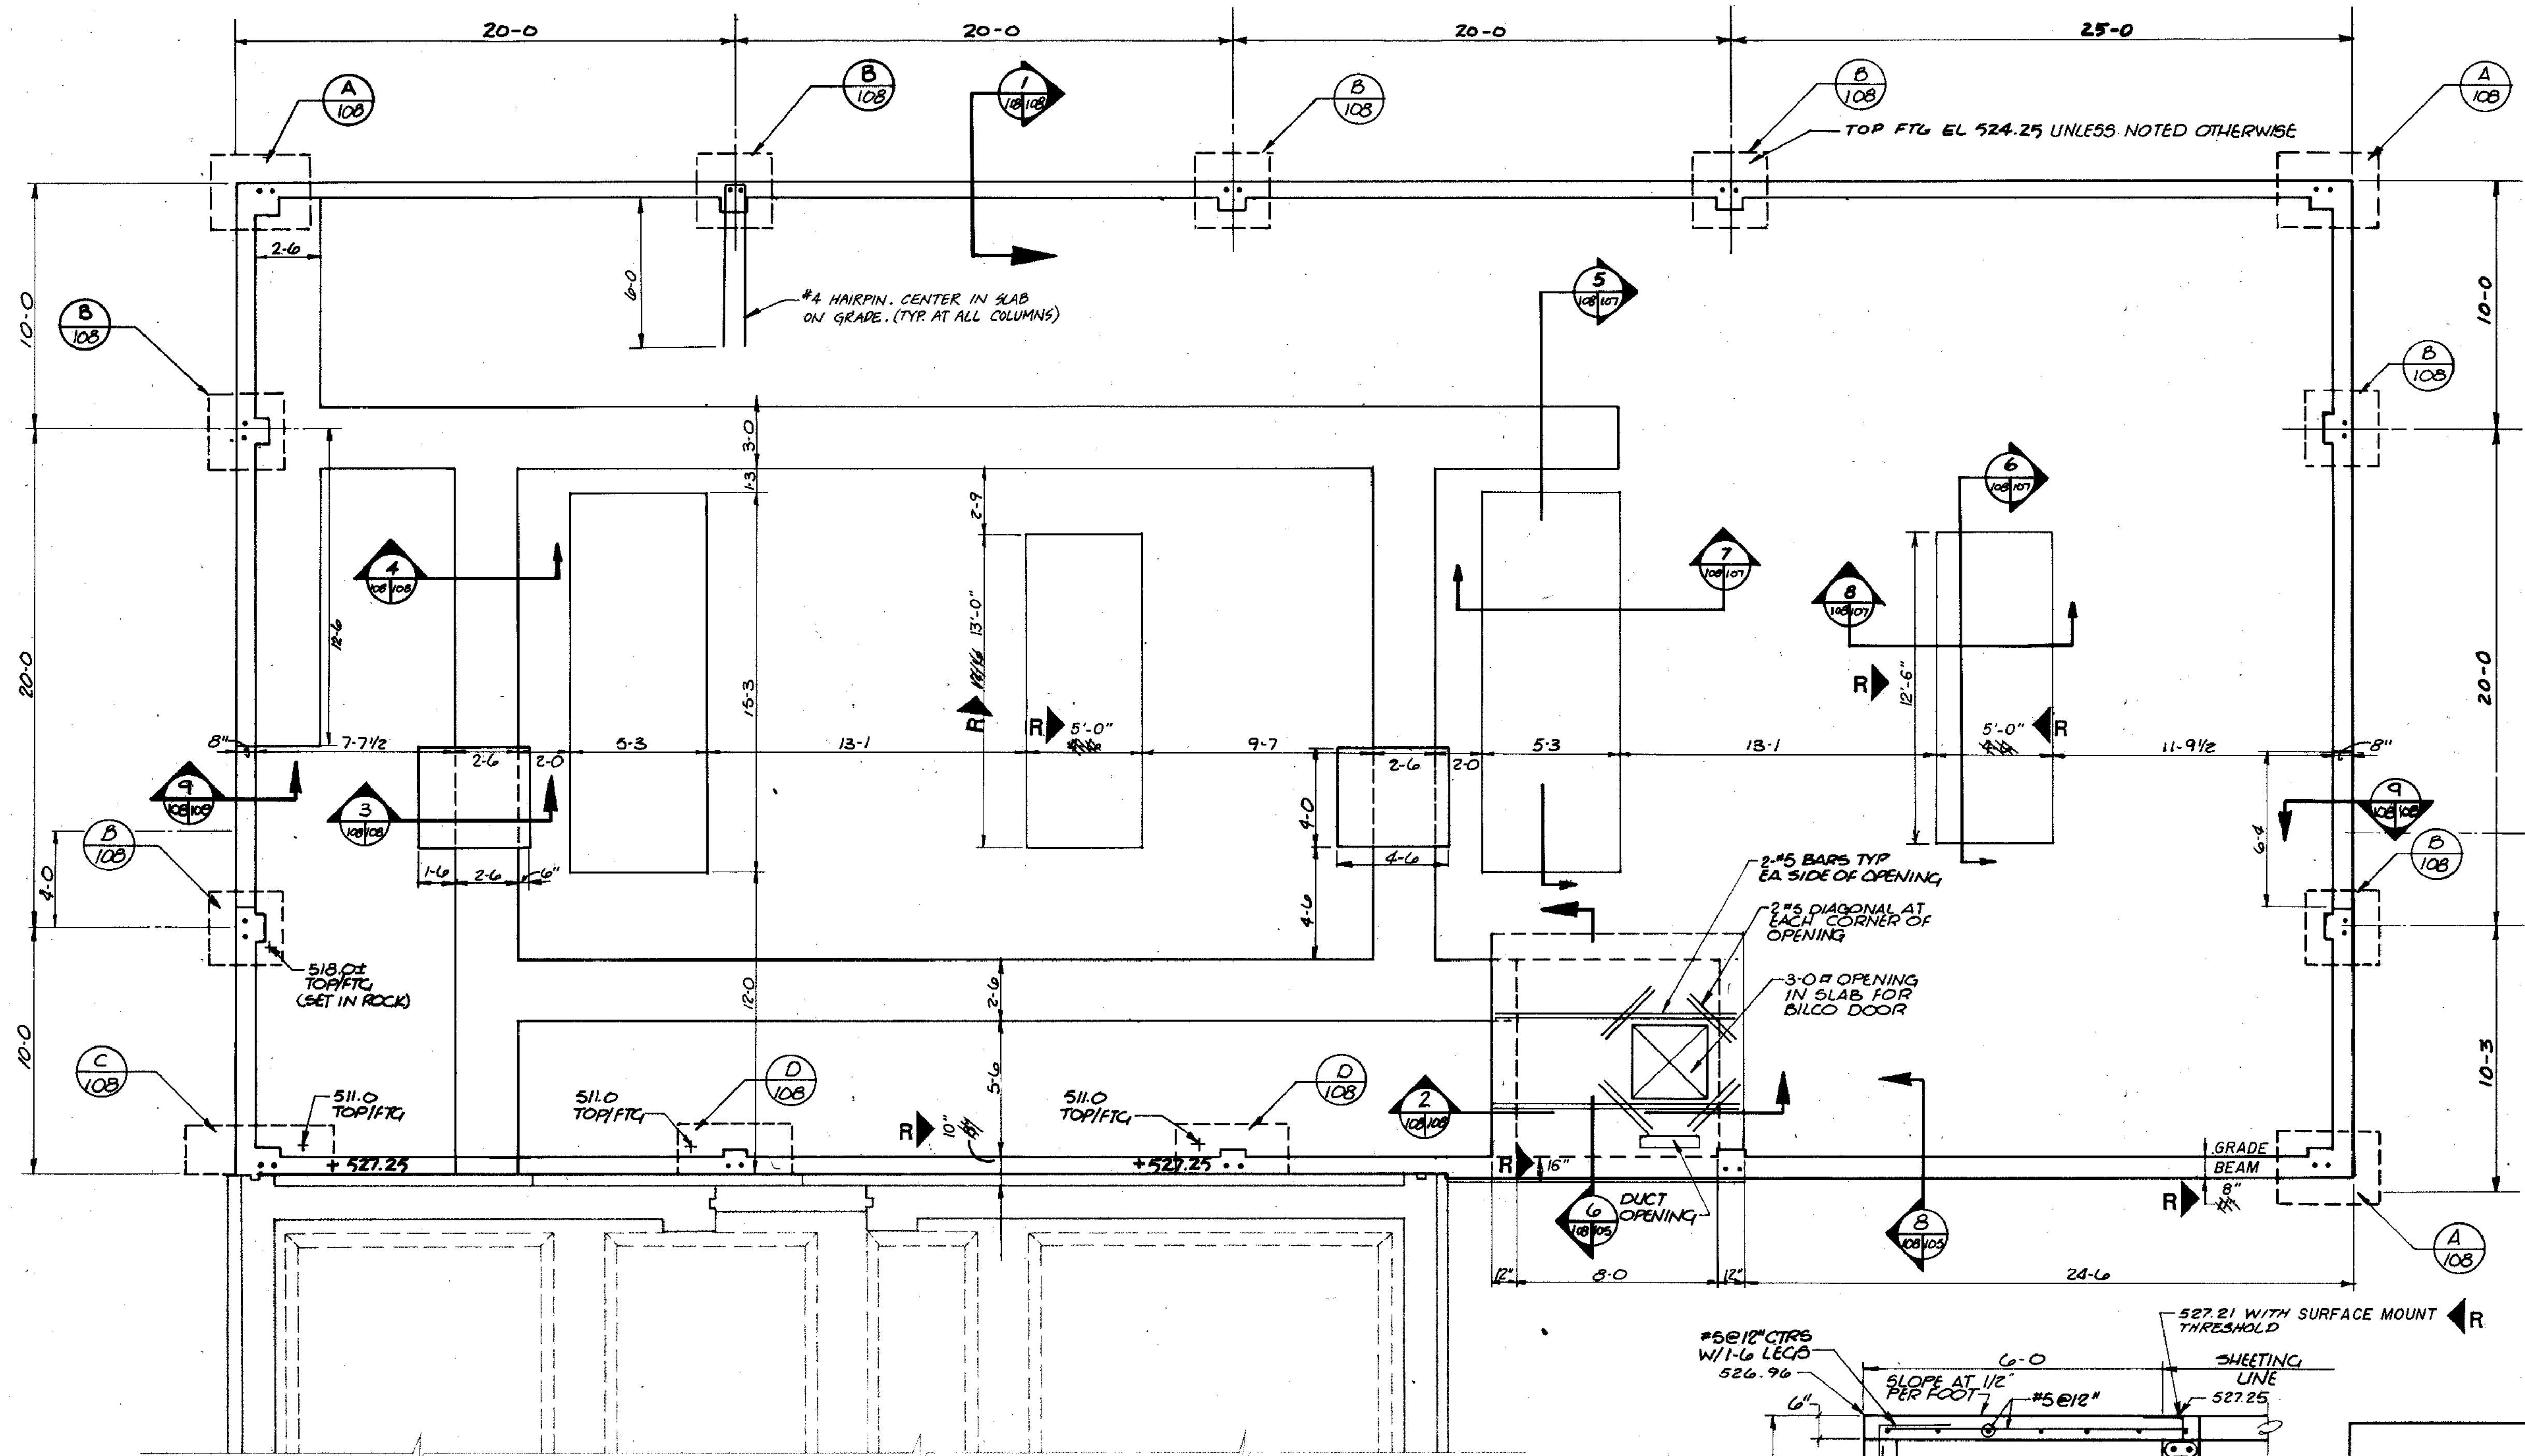 20-0
20-0
20-0
25-0
A
108
B
108
1
108 108
B
108
B
108
A
108
TOP FTG EL 524.25 UNLESS NOTED OTHERWISE
2-6
6-0
#4 HAIRPIN. CENTER IN SLAB
ON GRADE. (TYP. AT ALL COLUMNS)
5
108 107
10-0
10-0
B
108
B
108
3-0
1-3
2-9
6
108 107
4
108 108
7
108 107
8
108 107
12-6
13'-0"
15-3
R
R
5'-0"
R
12'-6"
5'-0"
R
20-0
20-0
8"
7-7 1/2
2-6
2-0
5-3
13-1
9-7
2-6
2-0
5-3
13-1
11-9 1/2
8"
9
108 108
3
108 108
9
108 108
B
108
B
108
4-0
4-0
6-4
1-6
2-6
6"
4-6
4-6
2-#5 BARS TYP
EA SIDE OF OPENING
2#5 DIAGONAL AT
EACH CORNER OF
OPENING
518.0±
TOP/FTG
(SET IN ROCK)
12-0
2-6
3-0 □ OPENING
IN SLAB FOR
BILCO DOOR
10-0
10-3
C
108
D
108
D
108
511.0
TOP/FTG
511.0
TOP/FTG
511.0
TOP/FTG
5-6
R
10"
2
108 108
+ 527.25
+ 527.25
R
16"
GRADE
BEAM
R
8"
DUCT
OPENING
6
108 105
8
108 105
A
108
12"
8-0
12"
24-6
527.21 WITH SURFACE MOUNT
THRESHOLD
R
#5@12" CTRS
W/1-6 LEGS
526.96
6-0
SHEETING
LINE
SLOPE AT 1/2"
PER FOOT
#5@12"
527.25
6"